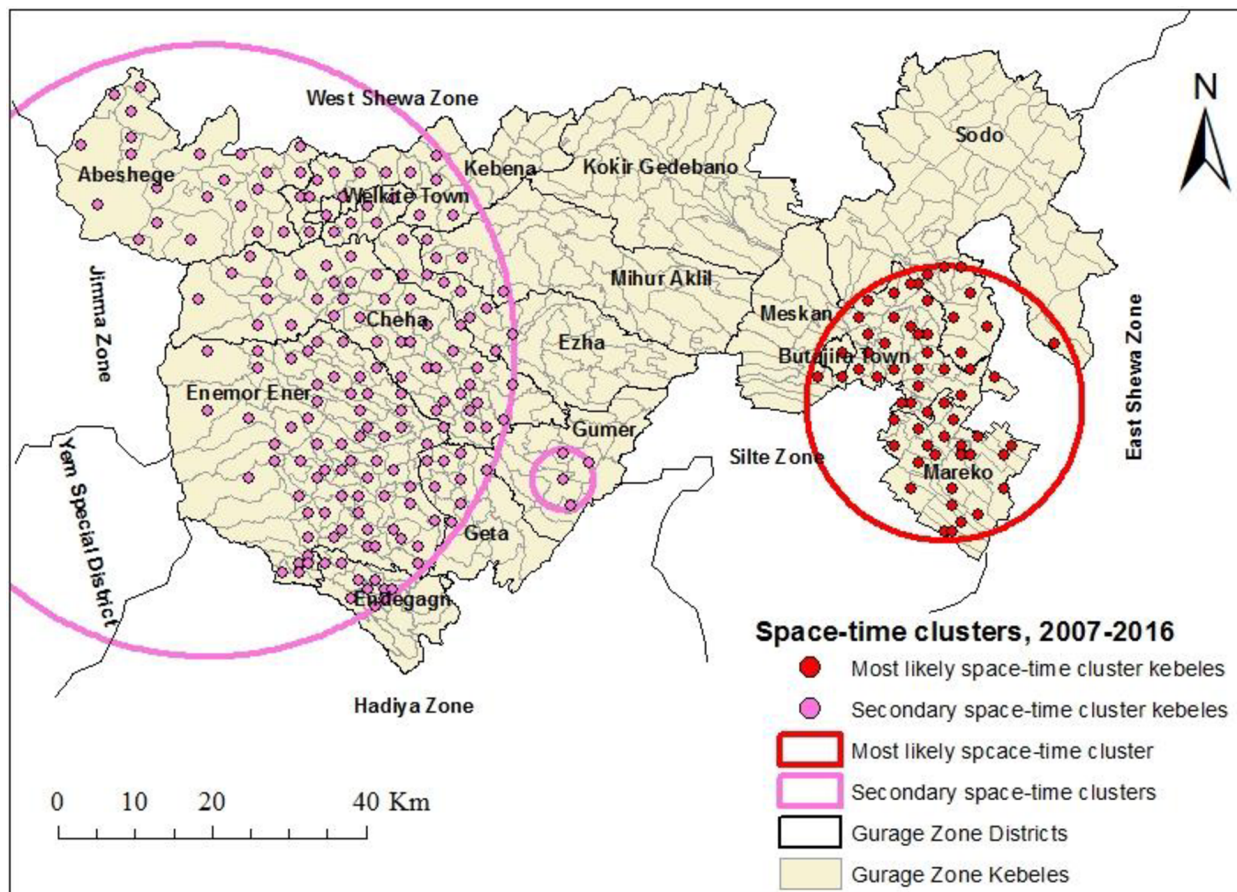 N
Sodo
West Shewa Zone
Kebena
Kokir Gedebano
Abeshege
Welkite Town
Mihur Aklil
Jimma Zone
Meskan
Cheha
Ezha
Butajira Town
East Shewa Zone
Enemor Ener
Gumer
Silte Zone
Mareko
Yem Special District
Geta
Endegagn
Hadiya Zone
Space-time clusters, 2007-2016
Most likely space-time cluster kebeles
Secondary space-time cluster kebeles
Most likely spcace-time cluster
Secondary space-time clusters
Gurage Zone Districts
Gurage Zone Kebeles
0 10 20 40 Km